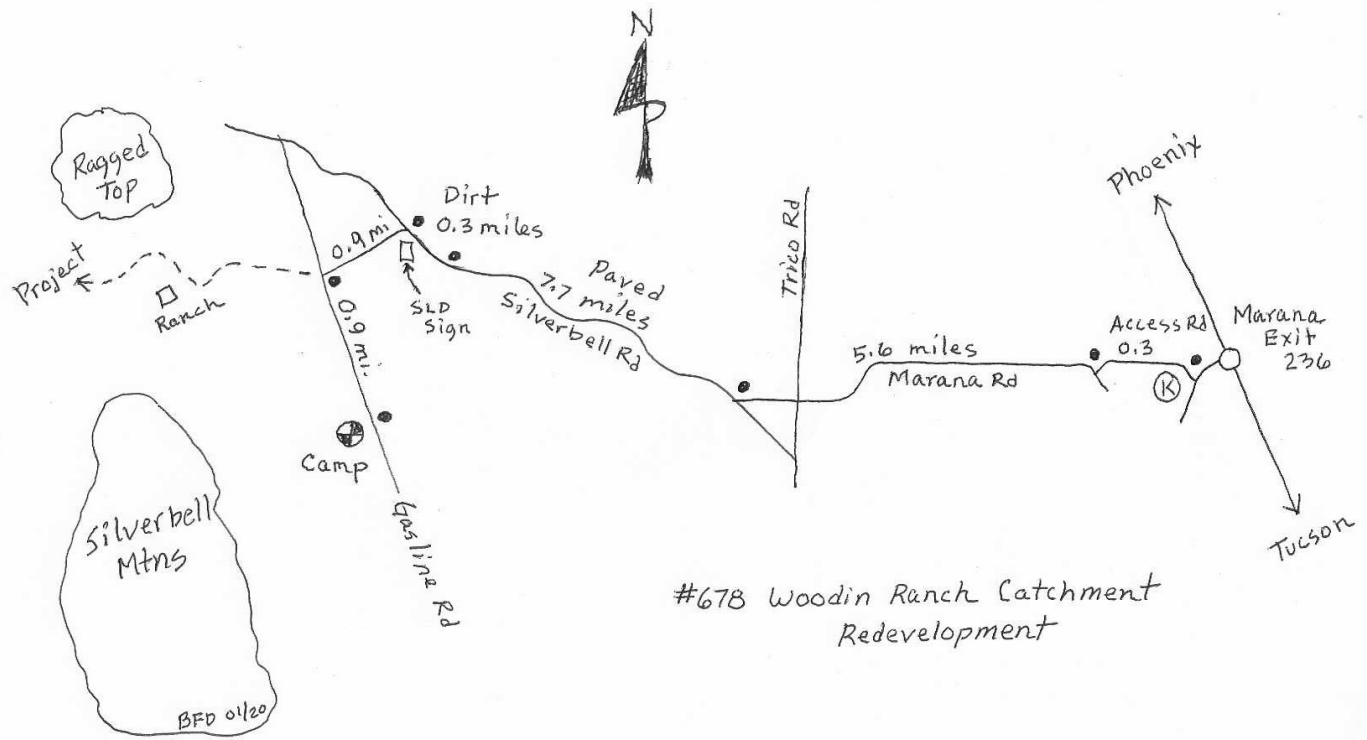 N
Ragged
Top
Phoenix
Dirt
0.3 miles
0.9 mi
Trico Rd
Project
Ranch
SLD
Sign
Paved
7.7 miles
Silverbell Rd
0.9 mi.
Access Rd
0.3
Marana
Exit
236
5.6 miles
Marana Rd
K
Camp
Gasline Rd
Silverbell
Mtns
Tucson
#678 Woodin Ranch Catchment
Redevelopment
BFD 01/20